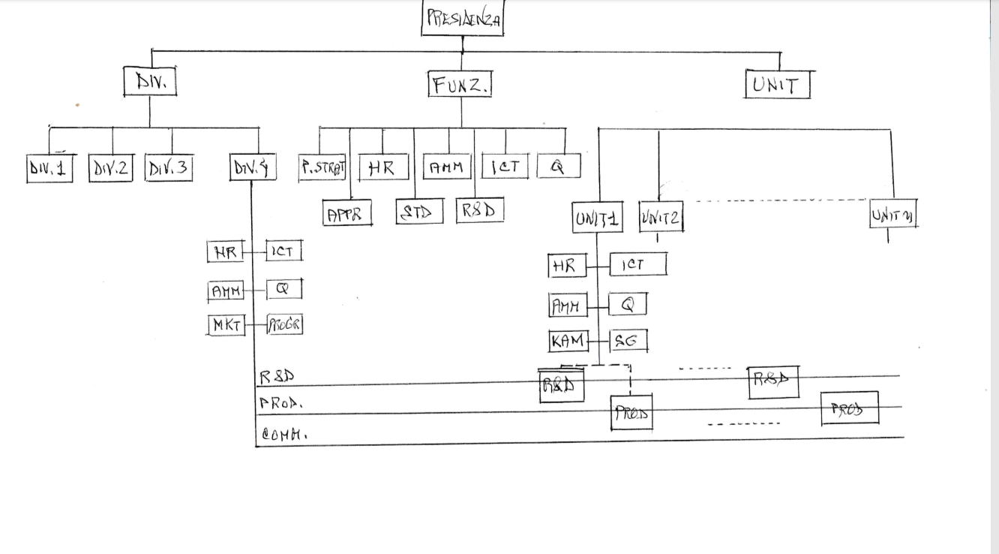 PRESIDENZA
DIV.
FUNZ.
UNIT
DIV.1
DIV.2
DIV.3
DIV.4
P.STRAT
HR
AMM
ICT
Q
APPR
STD
R&D
UNIT1
UNIT2
UNIT N
HR
ICT
AMM
Q
MKT
PROGR
HR
ICT
AMM
Q
KAM
SG
R&D
R&D
R&D
PROD.
PROD
PROD
COMM.